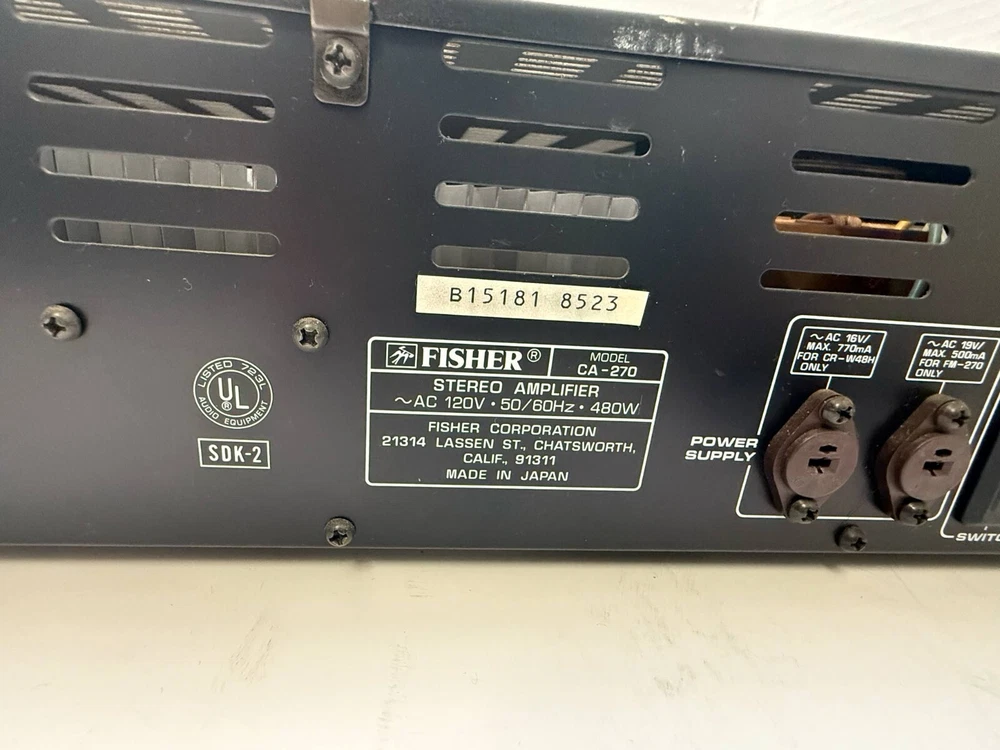 B15181 8523
FISHER®
MODEL
CA-270
STEREO AMPLIFIER
~AC 120V • 50/60Hz • 480W
FISHER CORPORATION
21314 LASSEN ST., CHATSWORTH,
CALIF., 91311
MADE IN JAPAN
LISTED 723L
UL®
AUDIO EQUIPMENT
SDK-2
~AC 16V/
MAX. 770mA
FOR CR-W48H
ONLY
~AC 19V/
MAX. 500mA
FOR FM-270
ONLY
POWER
SUPPLY